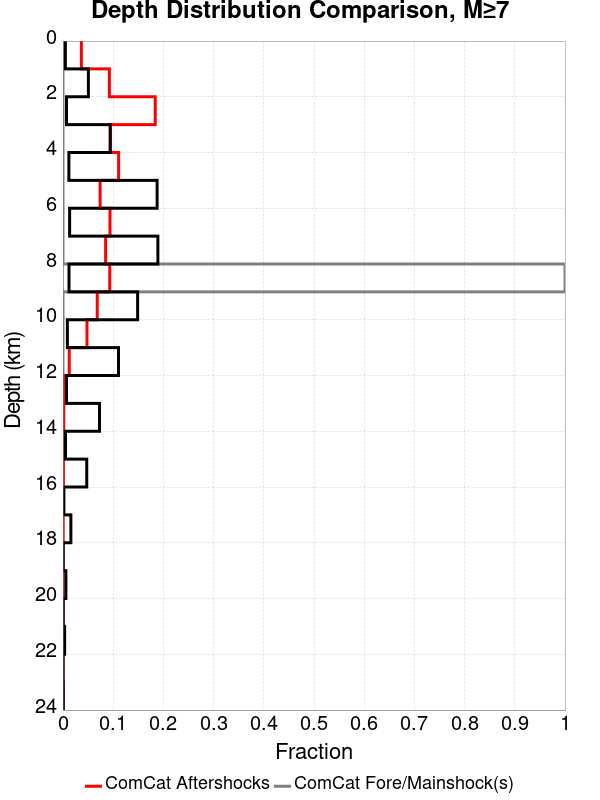 Depth Distribution Comparison, M≥7
0
2
4
6
8
10
12
14
16
18
20
22
24
Depth (km)
0 0.1 0.2 0.3 0.4 0.5 0.6 0.7 0.8 0.9 1
Fraction
ComCat Aftershocks ComCat Fore/Mainshock(s)